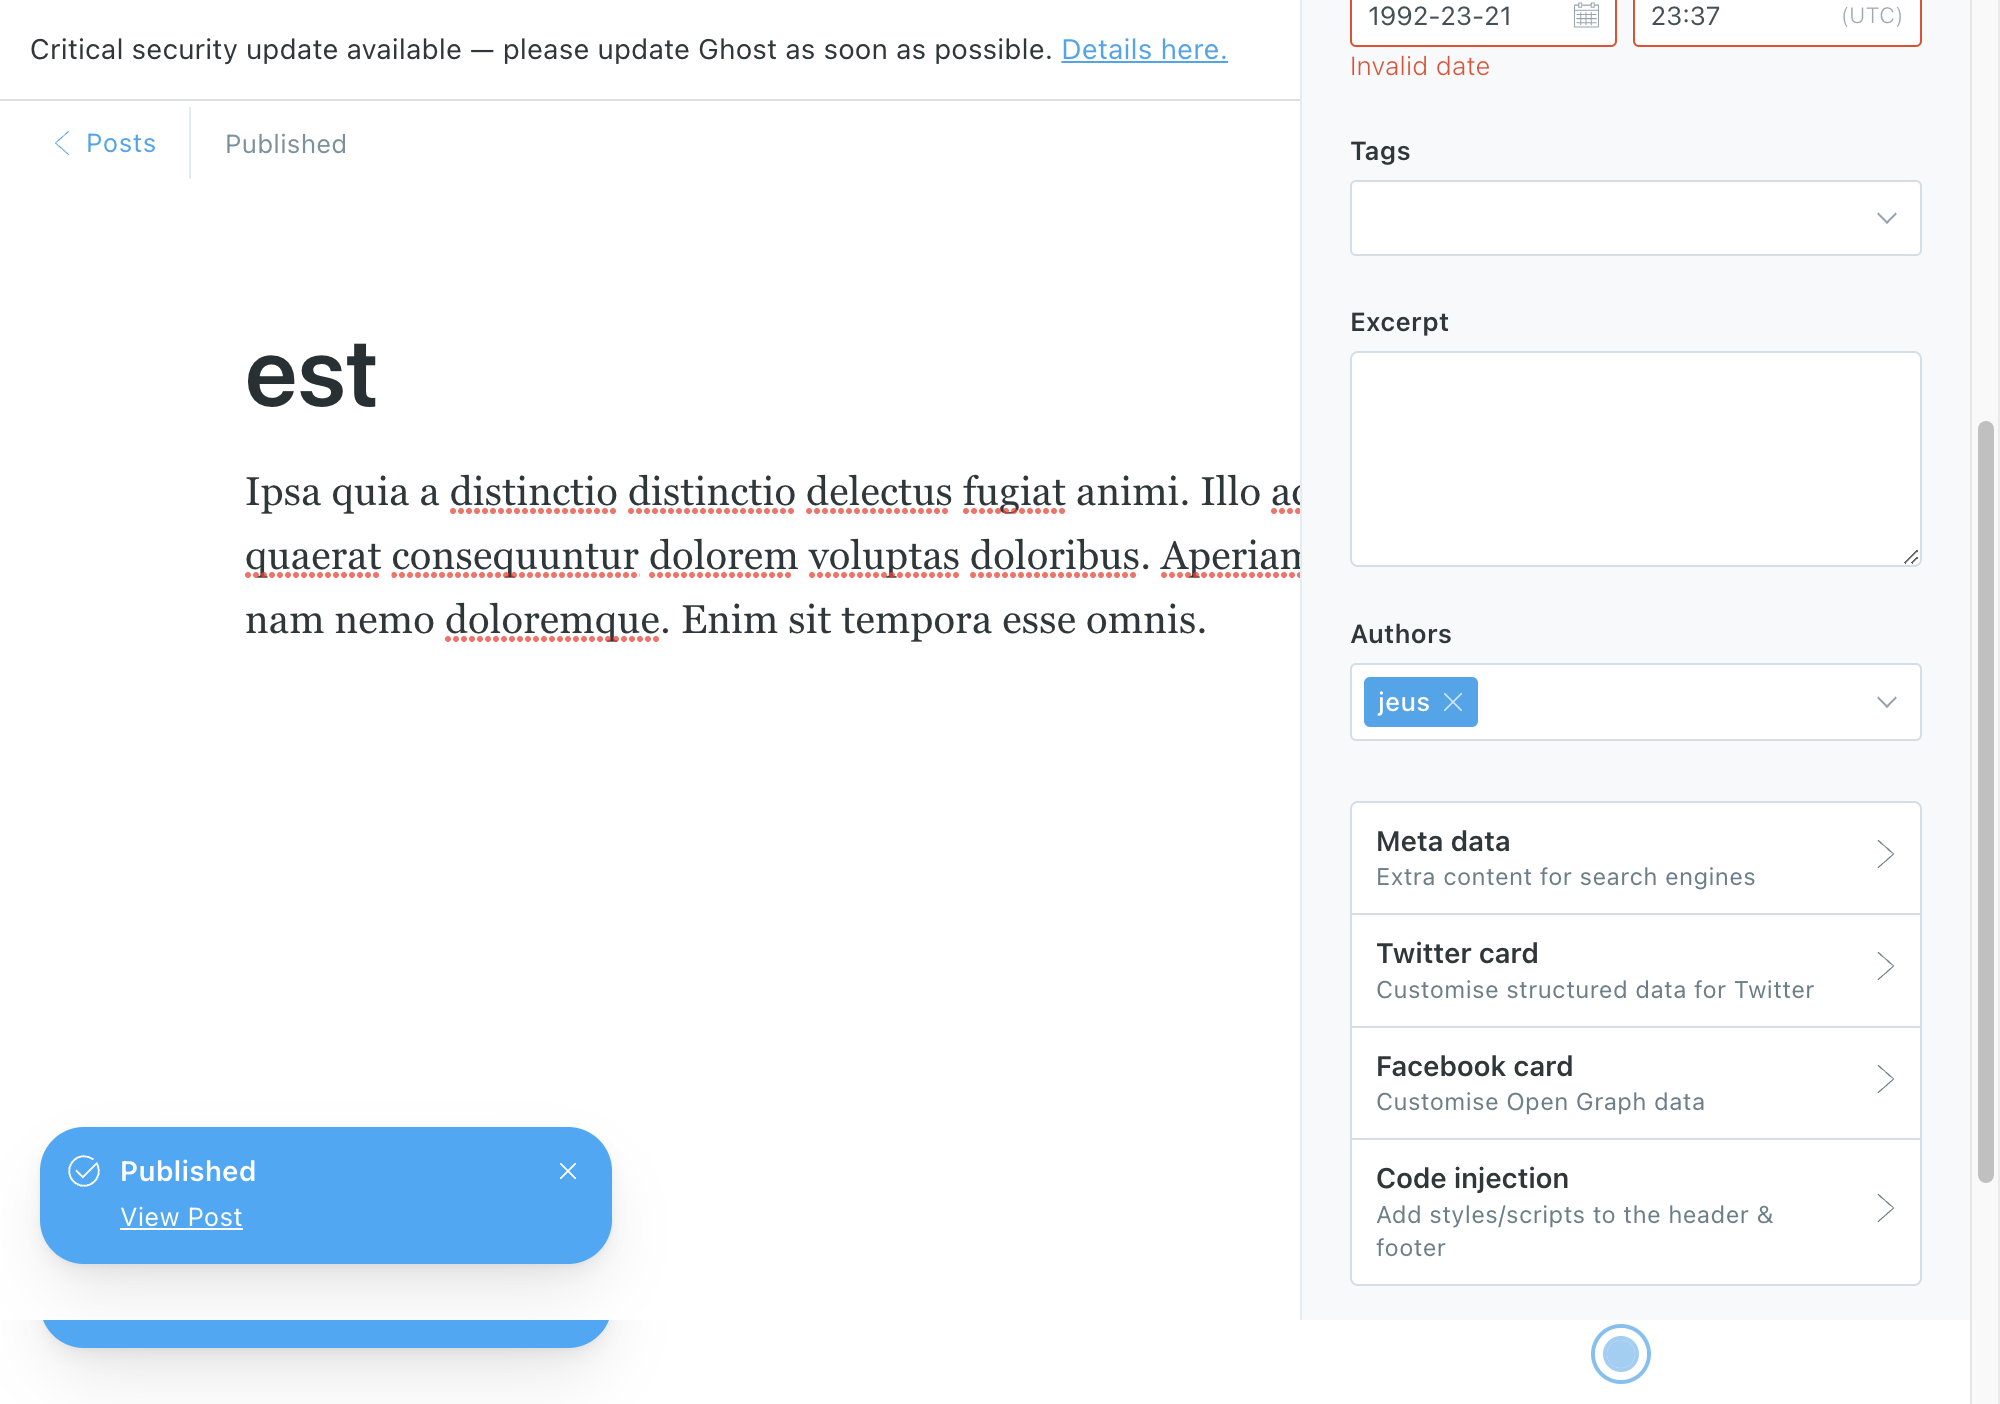 Critical security update available — please update Ghost as soon as possible. Details here.
Posts
Published
est
Ipsa quia a distinctio distinctio delectus fugiat animi. Illo
quaerat consequuntur dolorem voluptas doloribus. Aperiam
nam nemo doloremque. Enim sit tempora esse omnis.
Published
View Post
1992-23-21
23:37
(UTC)
Invalid date
Tags
Excerpt
Authors
jeus
Meta data
Extra content for search engines
Twitter card
Customise structured data for Twitter
Facebook card
Customise Open Graph data
Code injection
Add styles/scripts to the header &
footer